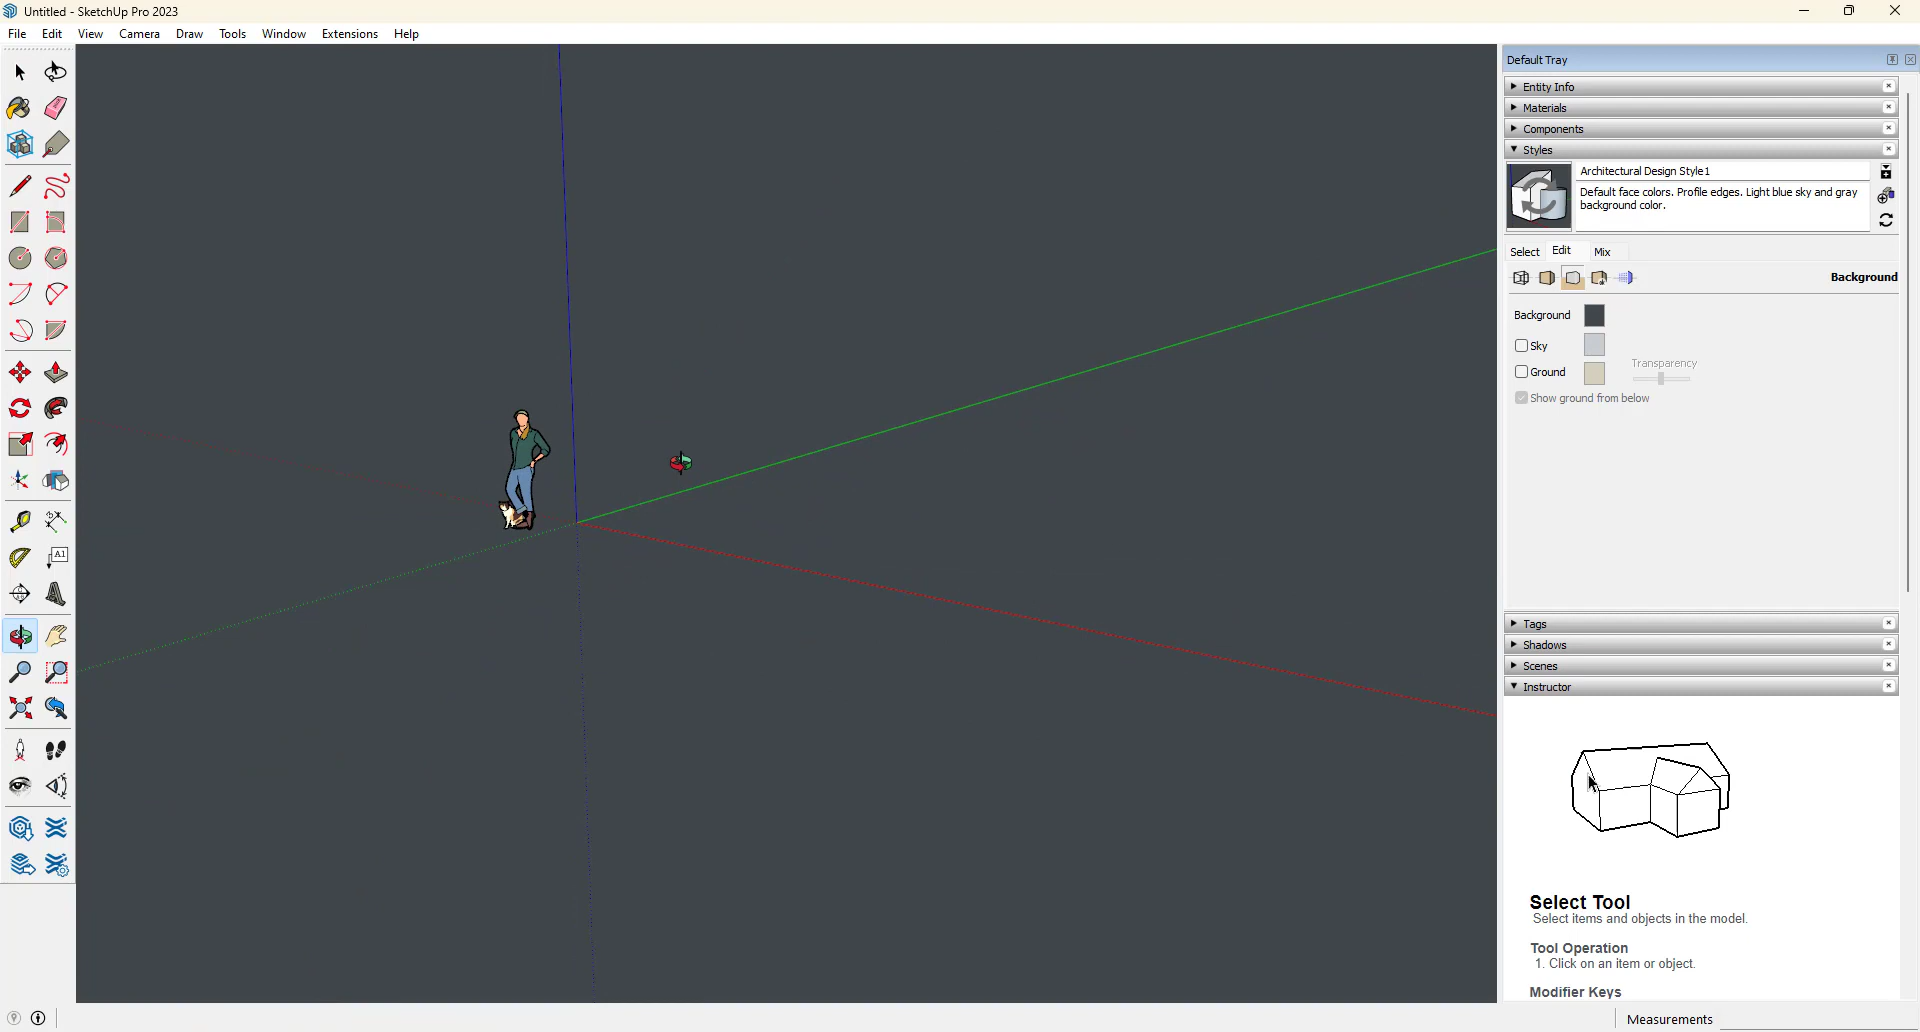 Untitled - SketchUp Pro 2023
File Edit View Camera Draw Tools Window Extensions Help
Default Tray
Entity Info
Materials
Components
Styles
Architectural Design Style1
Default face colors. Profile edges. Light blue sky and gray
background color.
Select Edit Mix
Background
Background
Sky
Transparency
Ground
Show ground from below
A1
Tags
Shadows
Scenes
Instructor
Select Tool
Select items and objects in the model.
Tool Operation
1. Click on an item or object.
Modifier Keys
Measurements